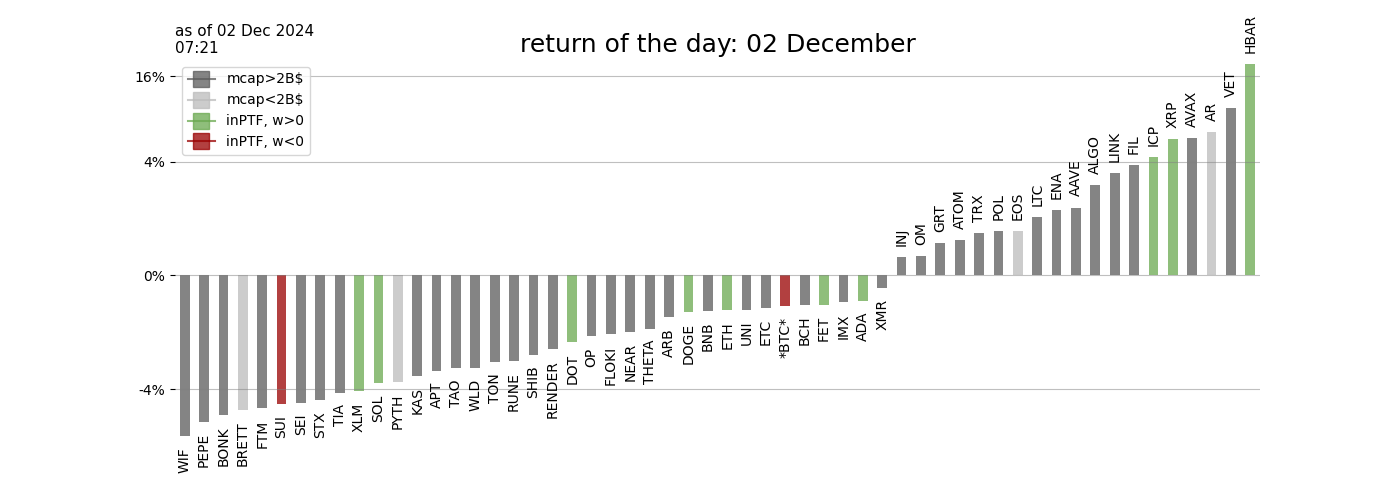 as of 02 Dec 2024
07:21
return of the day: 02 December
mcap>2B$
mcap<2B$
inPTF, w>0
inPTF, w<0
16%
4%
0%
-4%
WIF
PEPE
BONK
BRETT
FTM
SUI
SEI
STX
TIA
XLM
SOL
PYTH
KAS
APT
TAO
WLD
TON
RUNE
SHIB
RENDER
DOT
OP
FLOKI
NEAR
THETA
ARB
DOGE
BNB
ETH
UNI
ETC
*BTC*
BCH
FET
IMX
ADA
XMR
INJ
OM
GRT
ATOM
TRX
POL
EOS
LTC
ENA
AAVE
ALGO
LINK
FIL
ICP
XRP
AVAX
AR
VET
HBAR